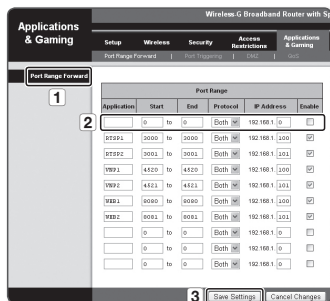 Wireless-G Broadband Router with Sp
Applications
& Gaming
Setup Wireless Security Access Restrictions Applications & Gaming
Port Range Forward | Port Triggering | DMZ | QoS
Port Range Forward
1
Port Range
Application Start End Protocol IP Address Enable
2
0 to 0 Both 192.168.1. 0
RTSP1 3000 to 3000 Both 192.168.1. 100
RTSP2 3001 to 3001 Both 192.168.1. 101
VNP1 4520 to 4520 Both 192.168.1. 100
VNP2 4521 to 4521 Both 192.168.1. 101
WEB1 8080 to 8080 Both 192.168.1. 100
WEB2 8081 to 8081 Both 192.168.1. 101
0 to 0 Both 192.168.1. 0
0 to 0 Both 192.168.1. 0
0 to 0 Both 192.168.1. 0
3
Save Settings Cancel Changes